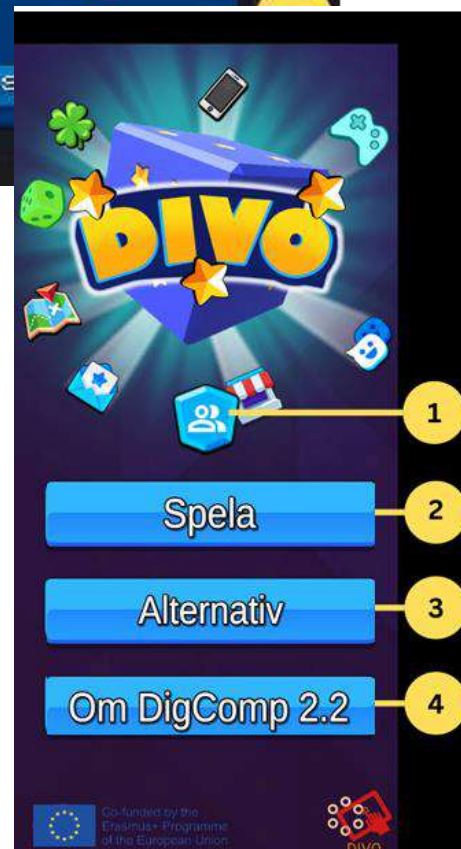 DIVO
1
Spela
2
Alternativ
3
Om DigComp 2.2
4
Co-funded by the
Erasmus+ Programme
of the European Union
DIVO